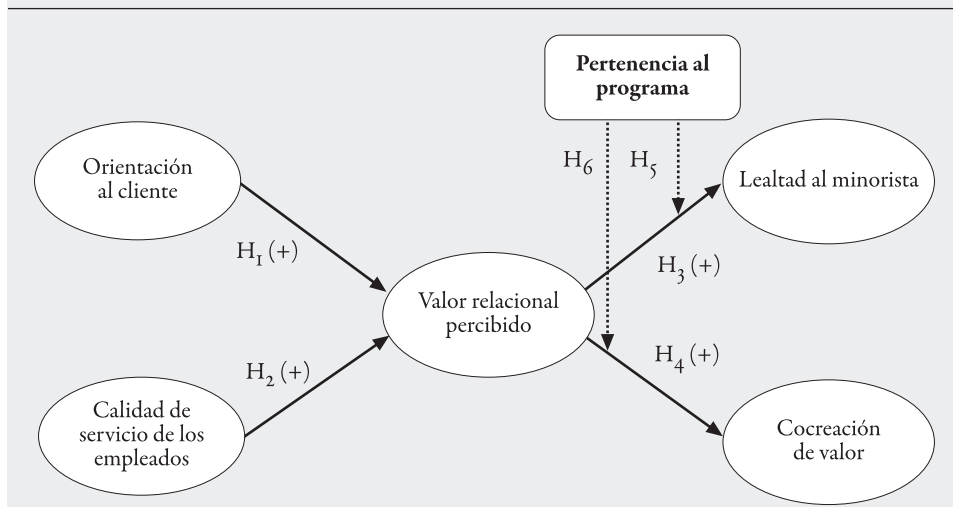 Pertenencia al
programa
Orientación
al cliente
H6
H5
Lealtad al minorista
H1 (+)
H3 (+)
Valor relacional
percibido
H2 (+)
H4 (+)
Calidad de
servicio de los
empleados
Cocreación
de valor